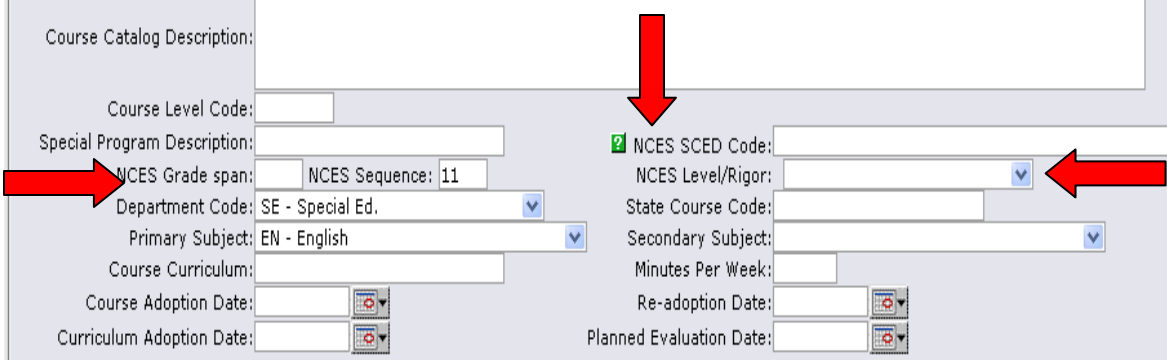 Course Catalog Description:
Course Level Code:
Special Program Description: ? NCES SCED Code:
NCES Grade span: NCES Sequence: 11 NCES Level/Rigor:
Department Code: SE - Special Ed. State Course Code:
Primary Subject: EN - English Secondary Subject:
Course Curriculum: Minutes Per Week:
Course Adoption Date: Re-adoption Date:
Curriculum Adoption Date: Planned Evaluation Date: